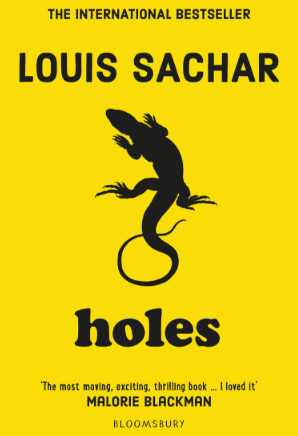 THE INTERNATIONAL BESTSELLER
LOUIS SACHAR
holes
'The most moving, exciting, thrilling book ... I loved it'
MALORIE BLACKMAN
BLOOMSBURY